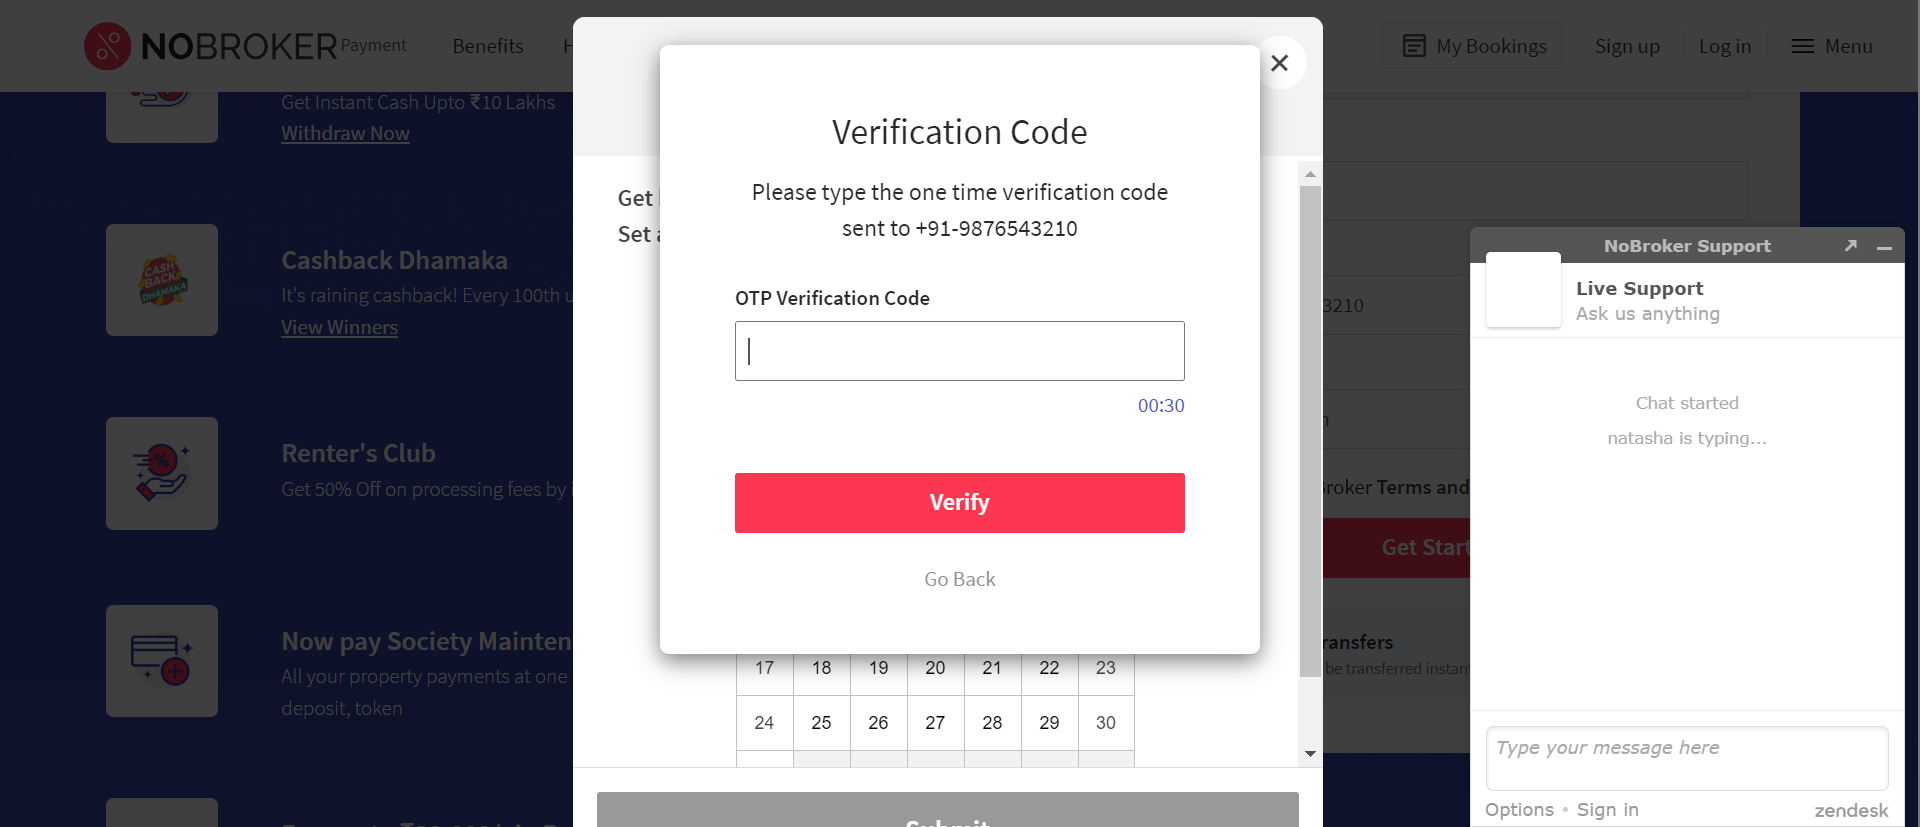 NOBROKER Payment
Benefits
My Bookings
Sign up
Log in
Menu
Get Instant Cash Upto ₹10 Lakhs
Withdraw Now
CASH
BACK
DHAMAKA
Cashback Dhamaka
It's raining cashback! Every 100th
View Winners
%
Renter's Club
Get 50% Off on processing fees by
Now pay Society
All your property payments at one
deposit, token
Get
Set
Verification Code
Please type the one time verification code
sent to +91-9876543210
OTP Verification Code
00:30
Verify
Go Back
17 18 19 20 21 22 23
24 25 26 27 28 29 30
Submit
3210
Terms and
Get
be transferred
NoBroker Support
Live Support
Ask us anything
Chat started
natasha is typing...
Type your message here
Options • Sign in
zendesk